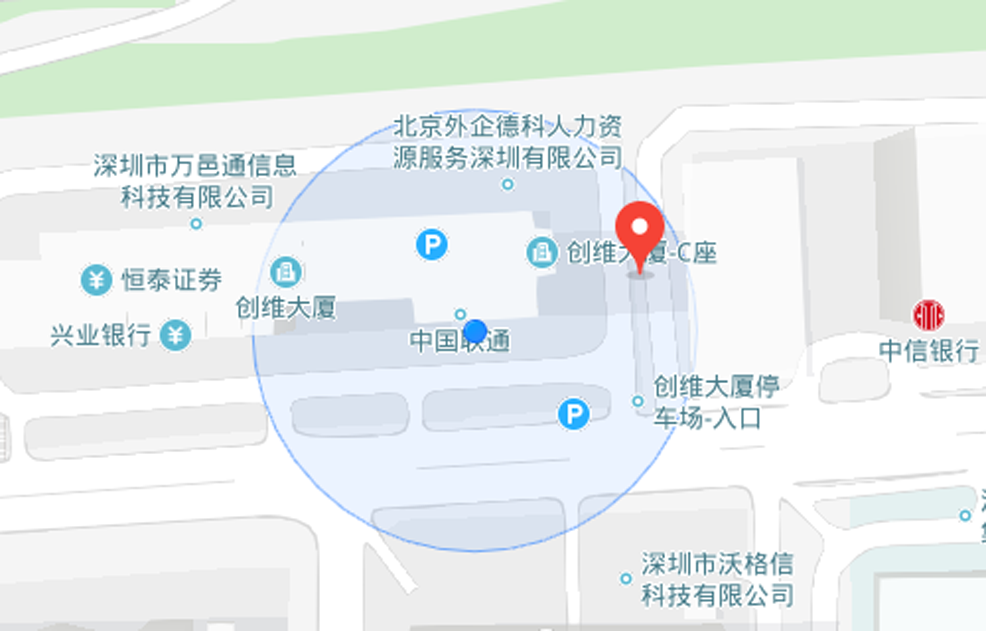 北京外企德科人力资
源服务深圳有限公司
深圳市万邑通信息
科技有限公司
P
创维大厦-C座
恒泰证券
¥
创维大厦
兴业银行
¥
中国联通
中信银行
创维大厦停
车场-入口
P
深圳市沃格信
科技有限公司